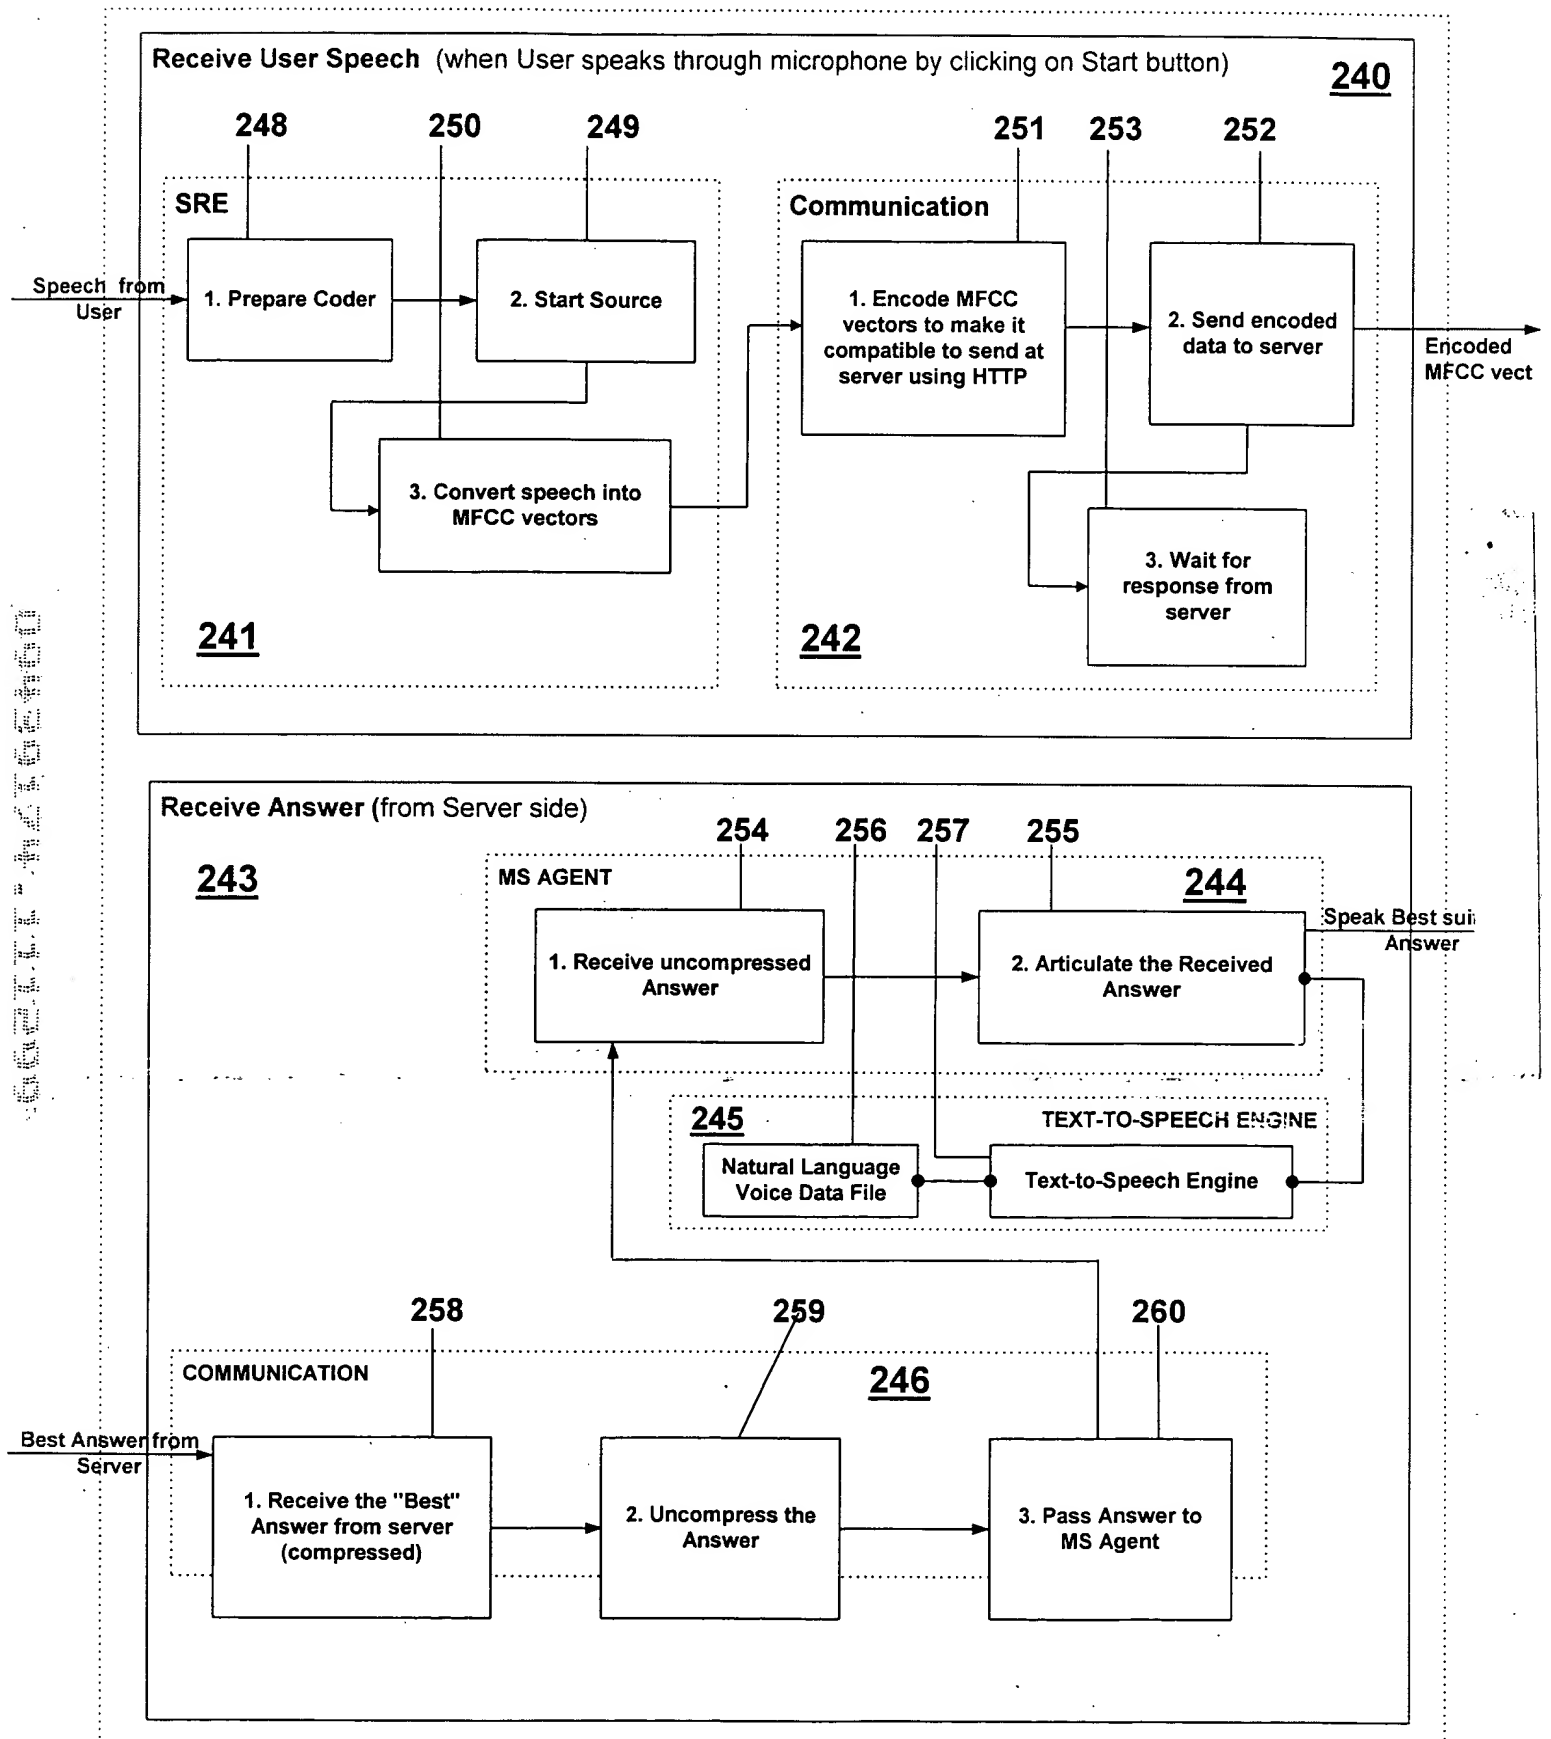 Receive User Speech (when User speaks through microphone by clicking on Start button)
240
248
250
249
251
253
252
SRE
Communication
Speech from
User
1. Prepare Coder
2. Start Source
1. Encode MFCC
vectors to make it
compatible to send at
server using HTTP
2. Send encoded
data to server
Encoded
MFCC vect
3. Convert speech into
MFCC vectors
3. Wait for
response from
server
241
242
Receive Answer (from Server side)
254
256
257
255
243
MS AGENT
244
Speak Best sui
Answer
1. Receive uncompressed
Answer
2. Articulate the Received
Answer
245
TEXT-TO-SPEECH ENGINE
Natural Language
Voice Data File
Text-to-Speech Engine
258
259
260
COMMUNICATION
246
Best Answer from
Server
1. Receive the "Best"
Answer from server
(compressed)
2. Uncompress the
Answer
3. Pass Answer to
MS Agent